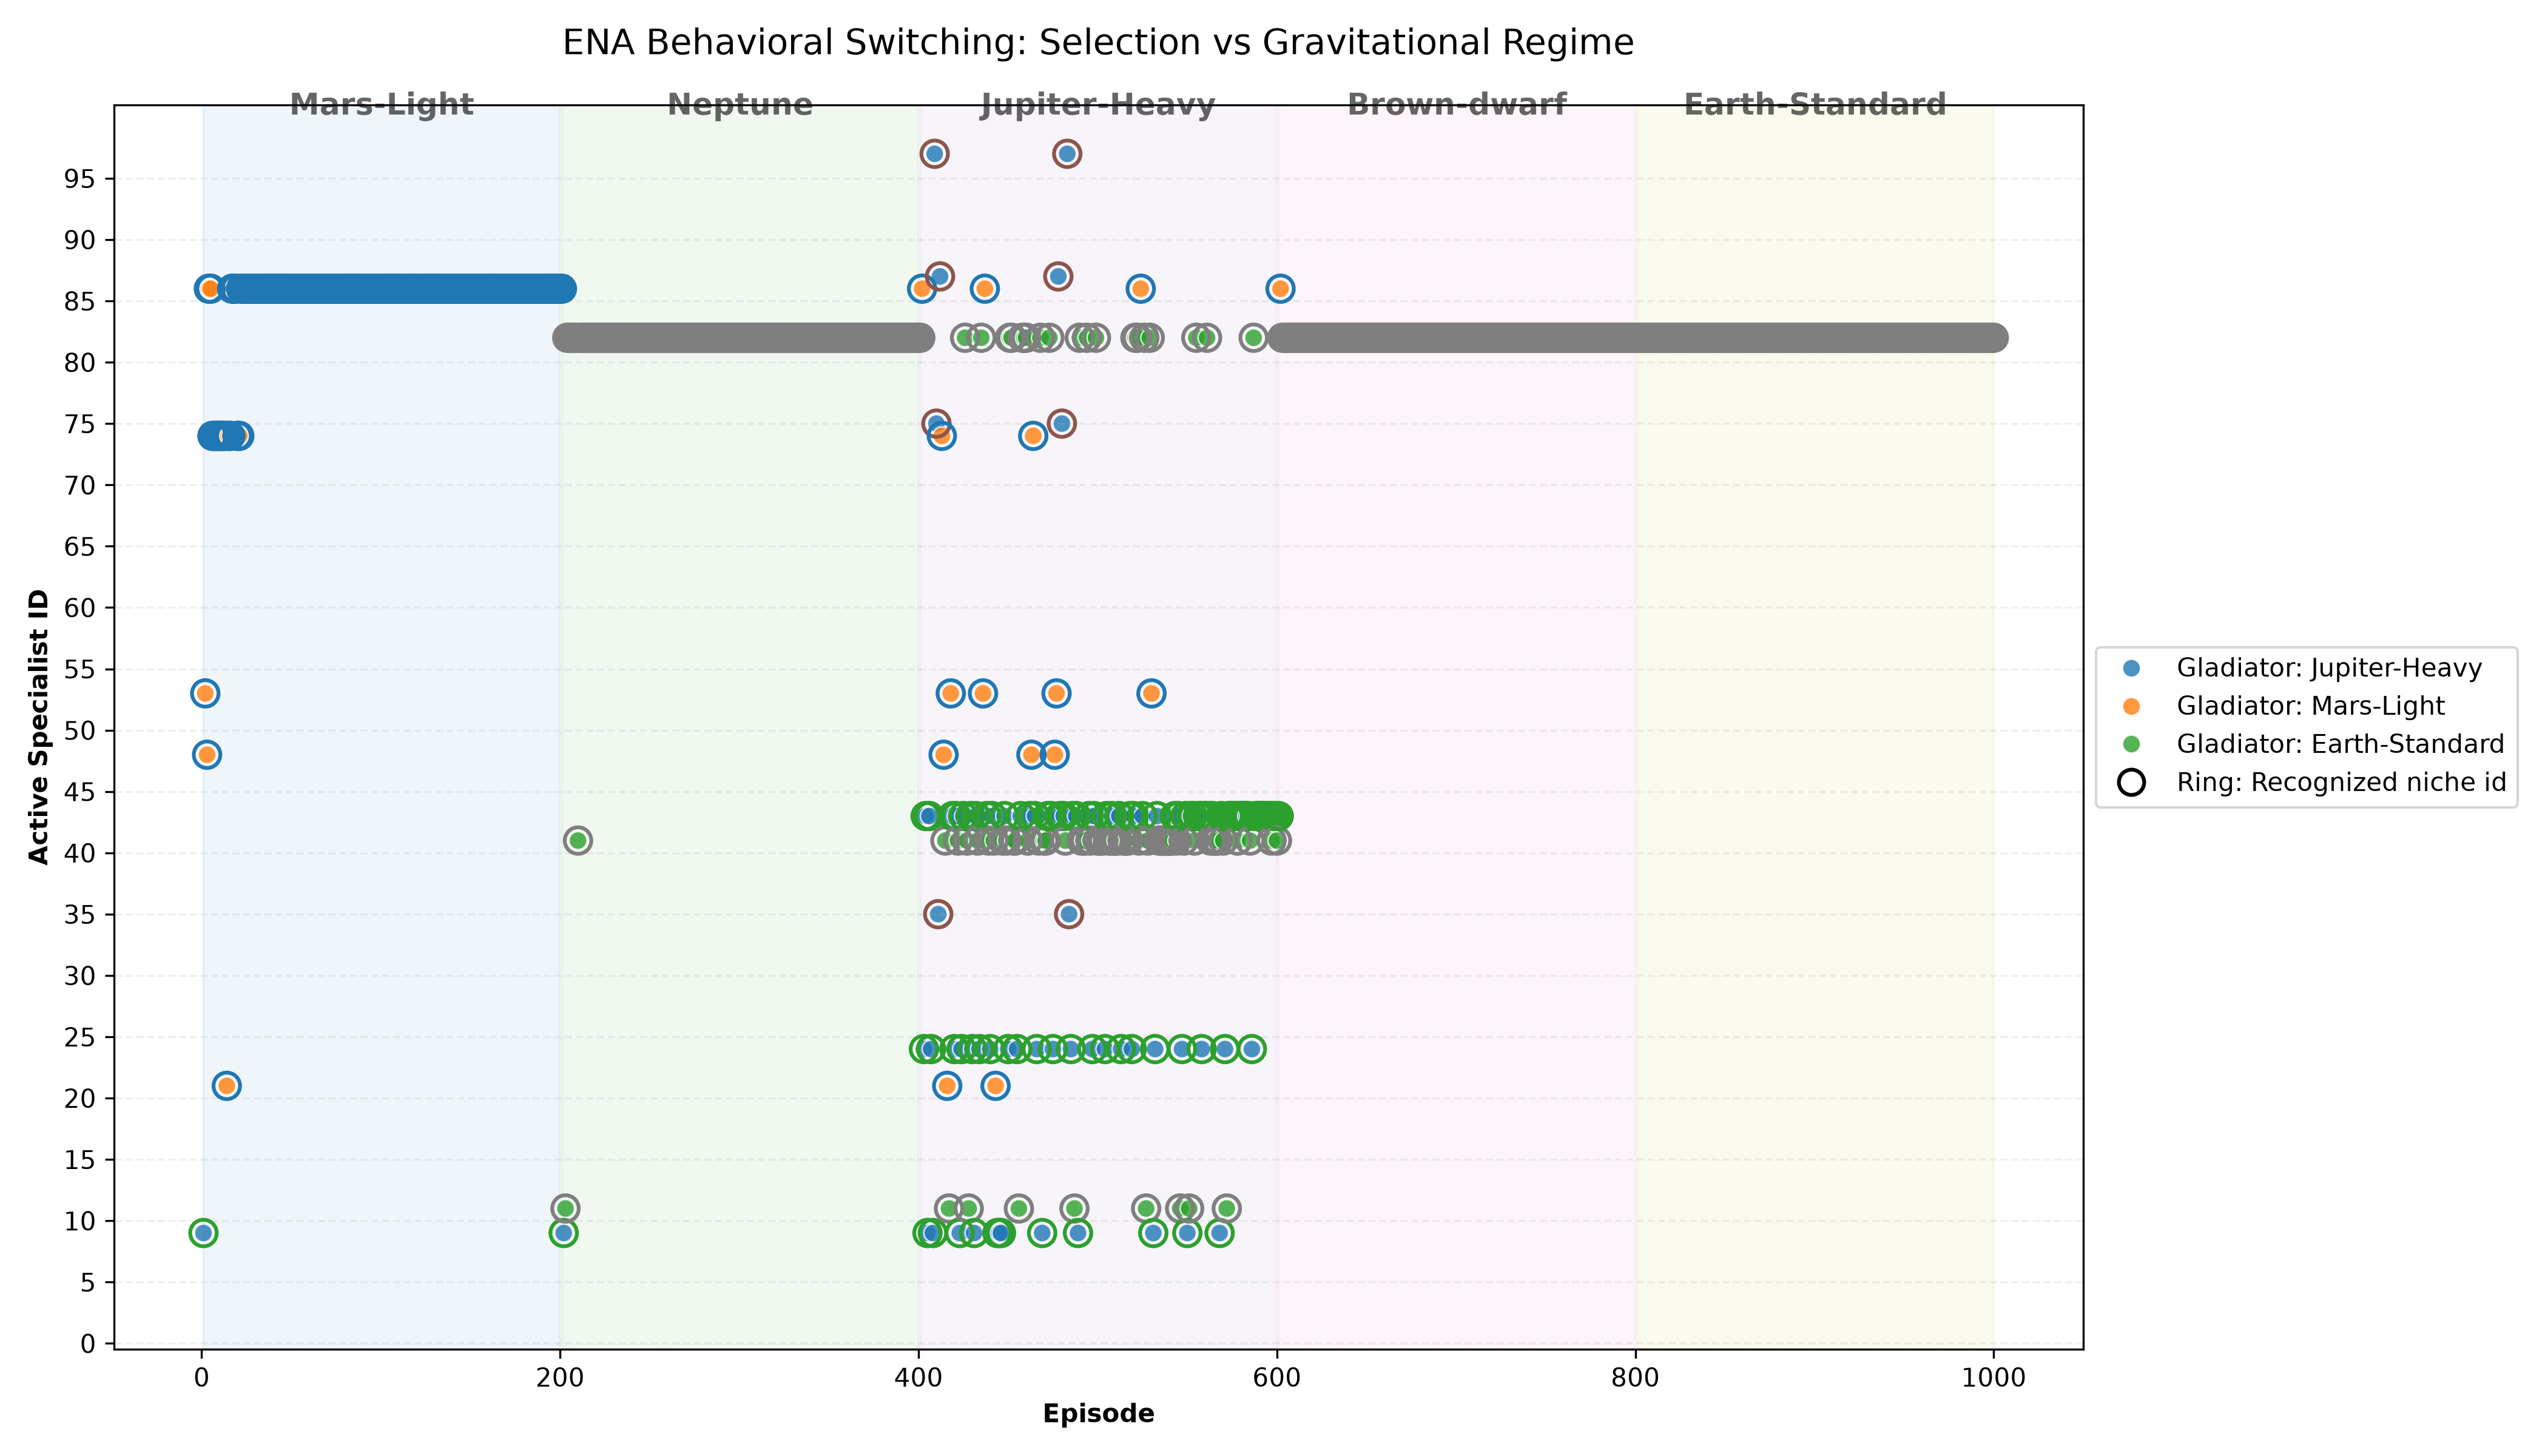 ENA Behavioral Switching: Selection vs Gravitational Regime
Mars-Light Neptune Jupiter-Heavy Brown-dwarf Earth-Standard
Active Specialist ID
95
90
85
80
75
70
65
60
55
50
45
40
35
30
25
20
15
10
5
0
0 200 400 600 800 1000
Episode
Gladiator: Jupiter-Heavy
Gladiator: Mars-Light
Gladiator: Earth-Standard
Ring: Recognized niche id